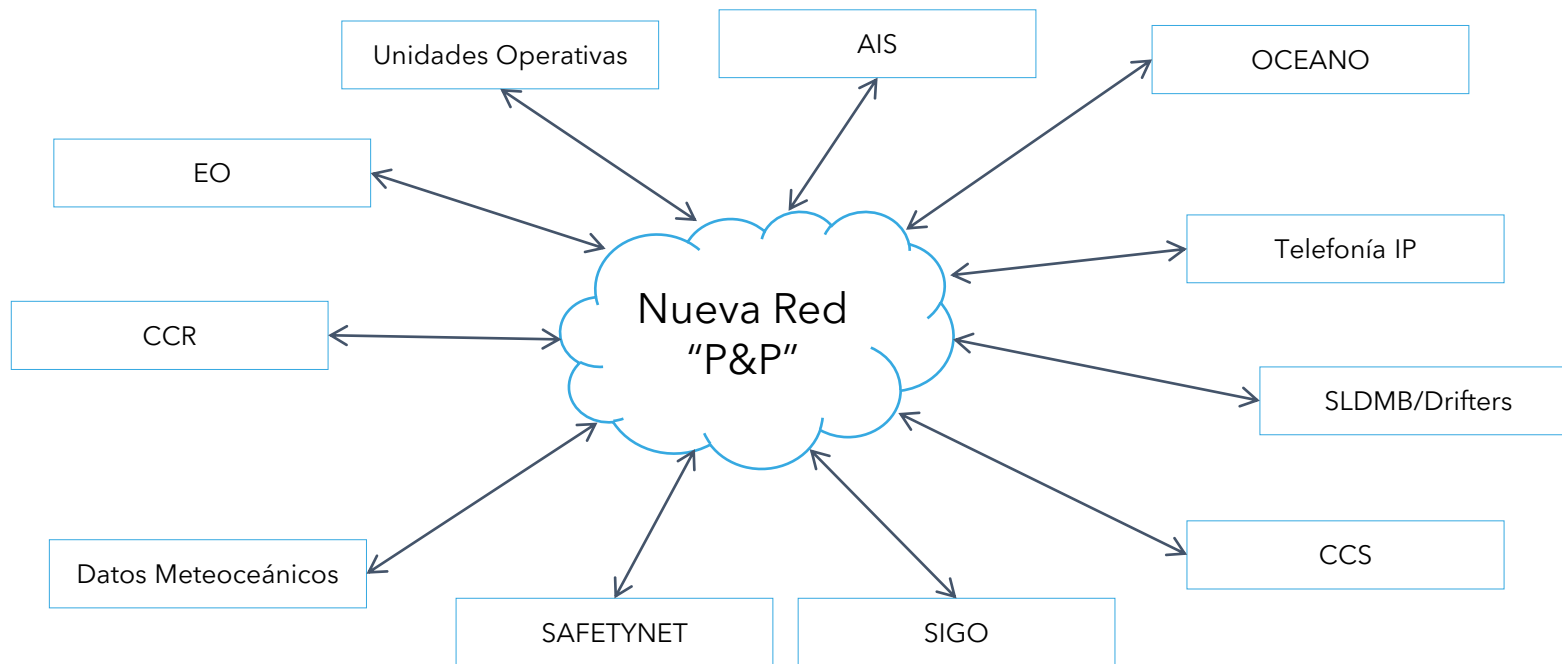 AIS
Unidades Operativas
OCEANO
EO
Telefonía IP
Nueva Red
“P&P”
CCR
SLDMB/Drifters
CCS
Datos Meteoceánicos
SAFETYNET
SIGO